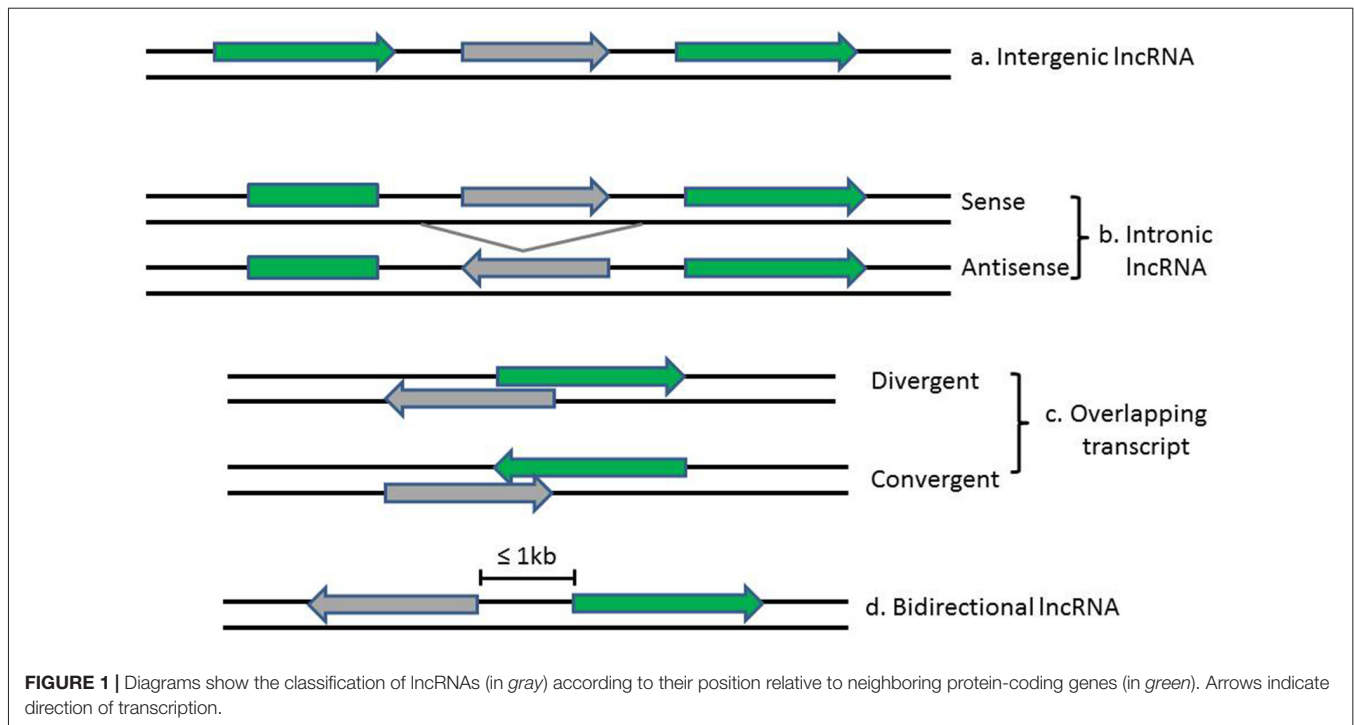 a. Intergenic lncRNA
Sense
Antisense
b. Intronic
lncRNA
Divergent
Convergent
c. Overlapping
transcript
≤ 1kb
d. Bidirectional lncRNA
FIGURE 1 | Diagrams show the classification of lncRNAs (in gray) according to their position relative to neighboring protein-coding genes (in green). Arrows indicate
direction of transcription.